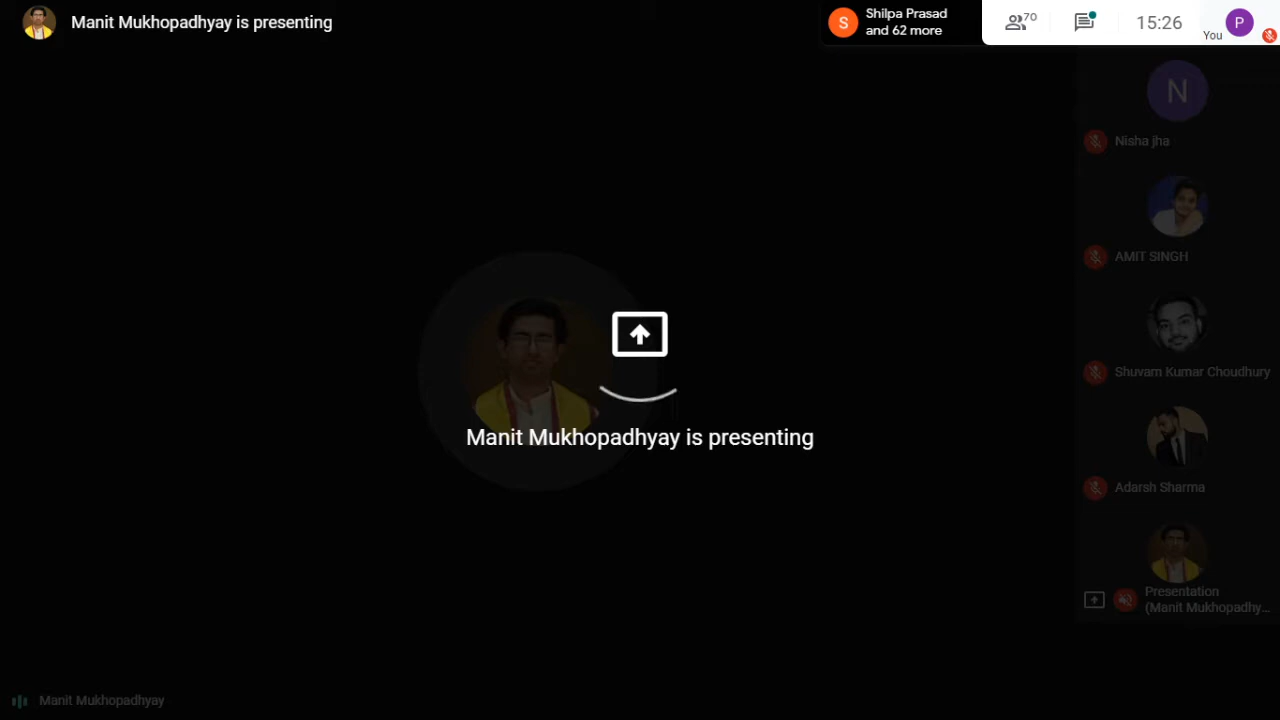 Manit Mukhopadhyay is presenting
S
Shilpa Prasad
and 62 more
70
15:26
You
P
N
Nisha jha
AMIT SINGH
Shuvam Kumar Choudhury
Adarsh Sharma
Manit Mukhopadhyay is presenting
Presentation
(Manit Mukhopadhy...
Manit Mukhopadhyay